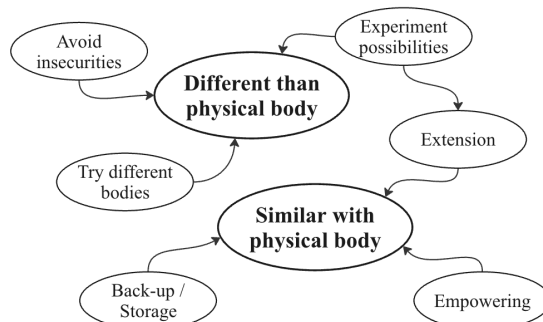 Avoid
insecurities
Experiment
possibilities
Different than
physical body
Extension
Try different
bodies
Similar with
physical body
Back-up /
Storage
Empowering